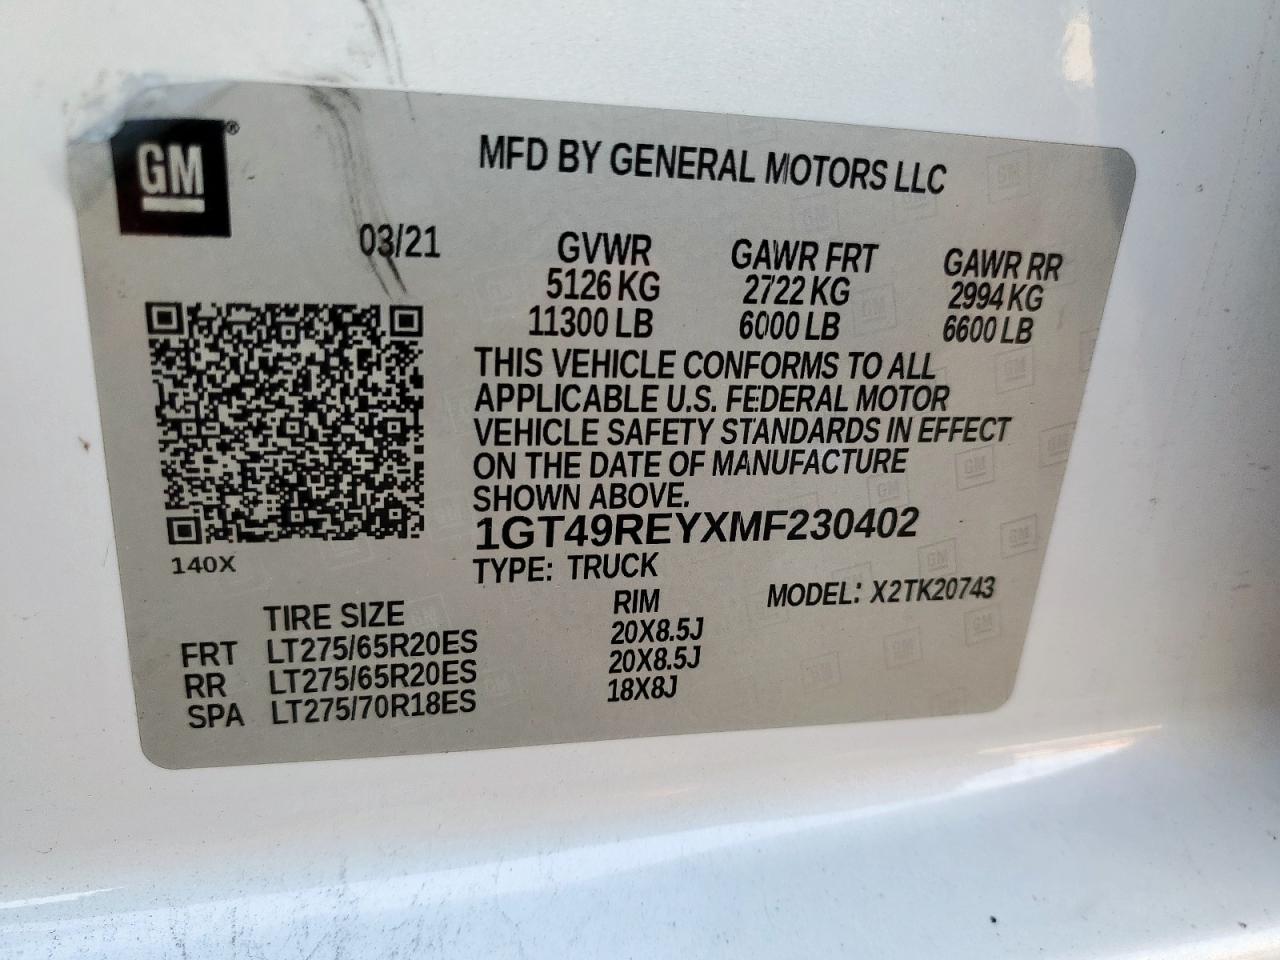 GM®
MFD BY GENERAL MOTORS LLC
03/21
GVWR GAWR FRT GAWR RR
5126 KG 2722 KG 2994 KG
11300 LB 6000 LB 6600 LB
THIS VEHICLE CONFORMS TO ALL
APPLICABLE U.S. FEDERAL MOTOR
VEHICLE SAFETY STANDARDS IN EFFECT
ON THE DATE OF MANUFACTURE
SHOWN ABOVE.
1GT49REYXMF230402
140X
TYPE: TRUCK
MODEL: X2TK20743
TIRE SIZE RIM
FRT LT275/65R20ES 20X8.5J
RR LT275/65R20ES 20X8.5J
SPA LT275/70R18ES 18X8J